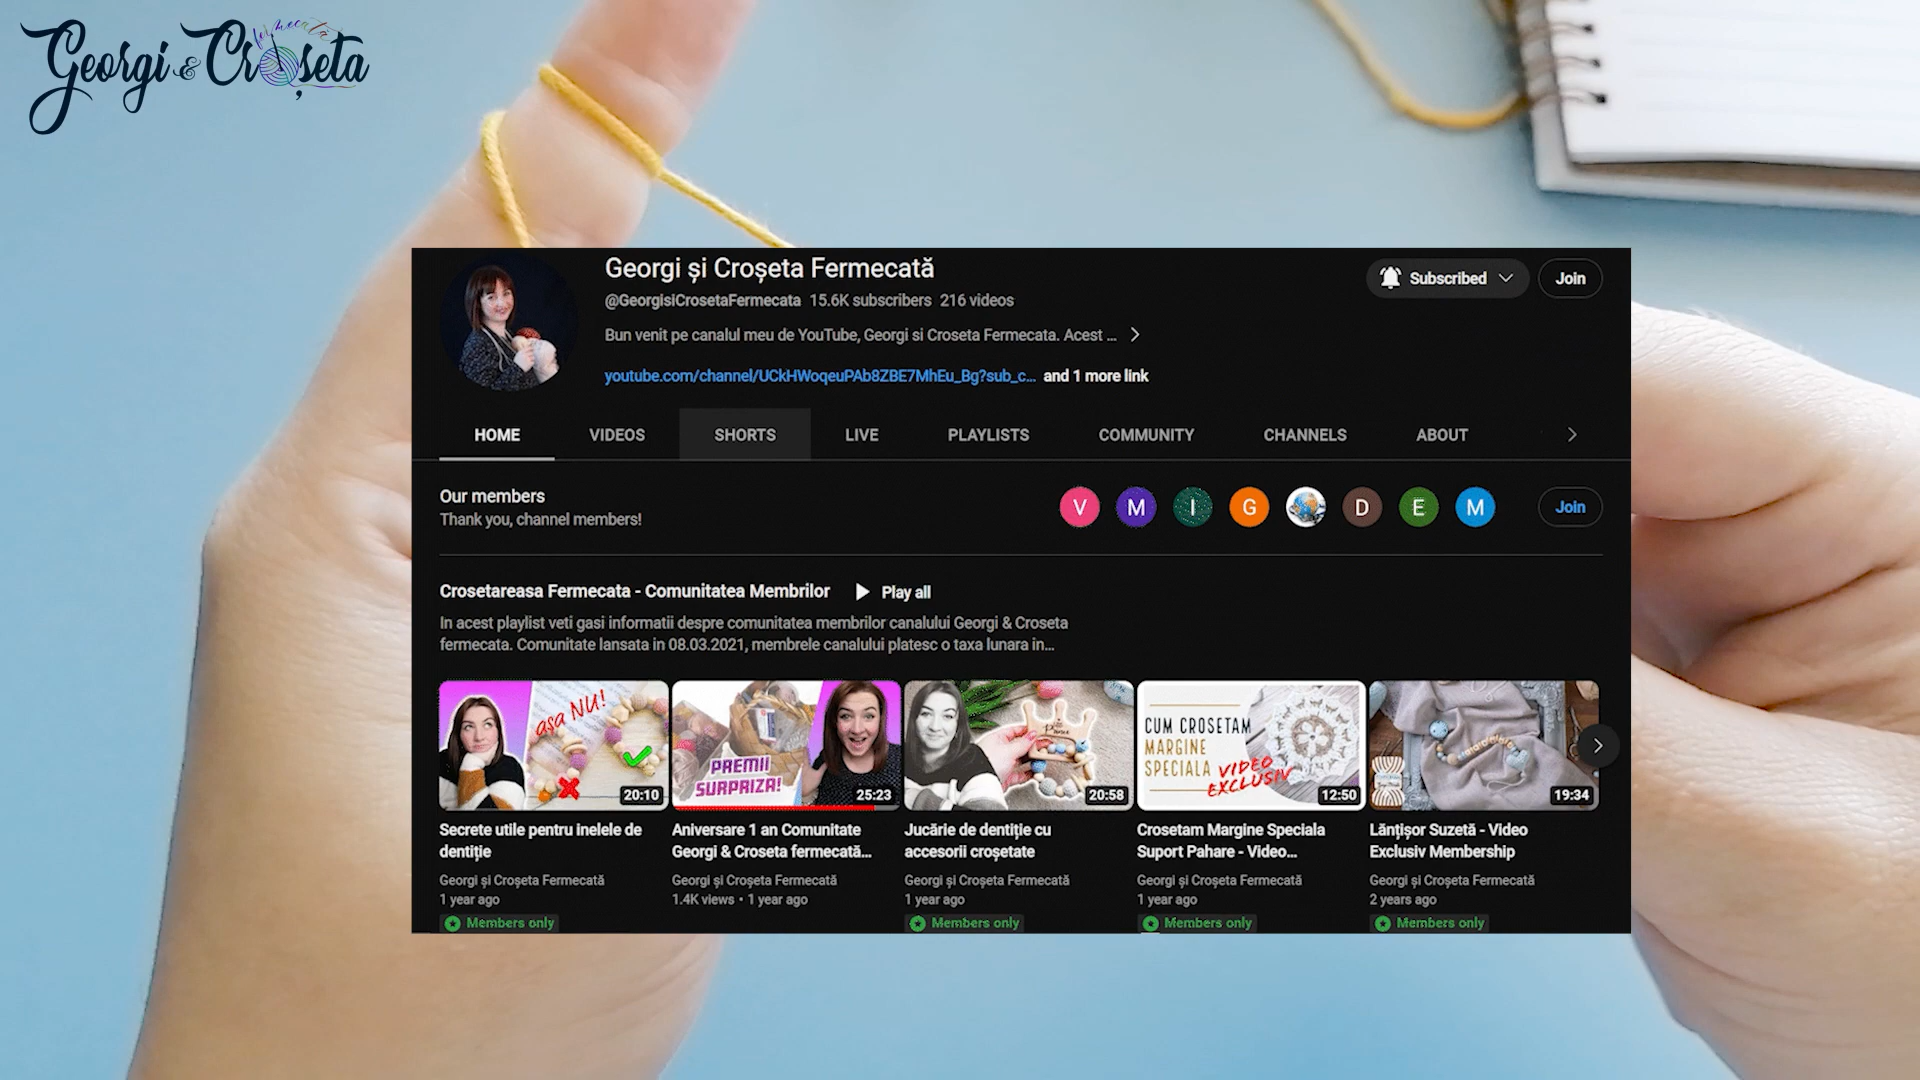 Georgi & Croșeta
fermecată
Georgi și Croșeta Fermecată
@GeorgisiCrosetaFermecata 15.6K subscribers 216 videos
Bun venit pe canalul meu de YouTube, Georgi si Croseta Fermecata. Acest ...
youtube.com/channel/UCkHWoqeuPAb8ZBE7MhEu_Bg?sub_c... and 1 more link
Subscribed
Join
HOME VIDEOS SHORTS LIVE PLAYLISTS COMMUNITY CHANNELS ABOUT
Our members
Thank you, channel members!
V M I G D E M
Join
Crosetareasa Fermecata - Comunitatea Membrilor Play all
In acest playlist veti gasi informatii despre comunitatea membrilor canalului Georgi & Croseta
fermecata. Comunitate lansata in 08.03.2021, membrele canalului platesc o taxa lunara in...
așa NU!
20:10
PREMII
SURPRIZA!
25:23
20:58
CUM CROSETAM
MARGINE
SPECIALA
VIDEO
EXCLUSIV
12:50
19:34
Secrete utile pentru inelele de
dentiție
Georgi și Croșeta Fermecată
1 year ago
Members only
Aniversare 1 an Comunitate
Georgi & Croseta fermecată...
Georgi și Croșeta Fermecată
1.4K views • 1 year ago
Jucărie de dentiție cu
accesorii croșetate
Georgi și Croșeta Fermecată
1 year ago
Members only
Crosetam Margine Speciala
Suport Pahare - Video...
Georgi și Croșeta Fermecată
1 year ago
Members only
Lănțișor Suzetă - Video
Exclusiv Membership
Georgi și Croșeta Fermecată
2 years ago
Members only